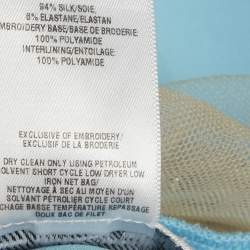 94% SILK/SOIE,
6% ELASTANE/ELASTAN
EMBROIDERY BASE/BASE DE BRODERIE:
100% POLYAMIDE
INTERLINING/ENTOILAGE:
100% POLYAMIDE
EXCLUSIVE OF EMBROIDERY/
EXCLUSIF DE LA BRODERIE
DRY CLEAN ONLY USING PETROLEUM
SOLVENT SHORT CYCLE LOW DRYER LOW
IRON NET BAG/
NETTOYAGE À SEC AU MOYEN D'UN
SOLVANT PÉTROLIER CYCLE COURT
CHAGE BASSE TEMPÉRATURE REPASSAGE
DOUX BAC DE FILET